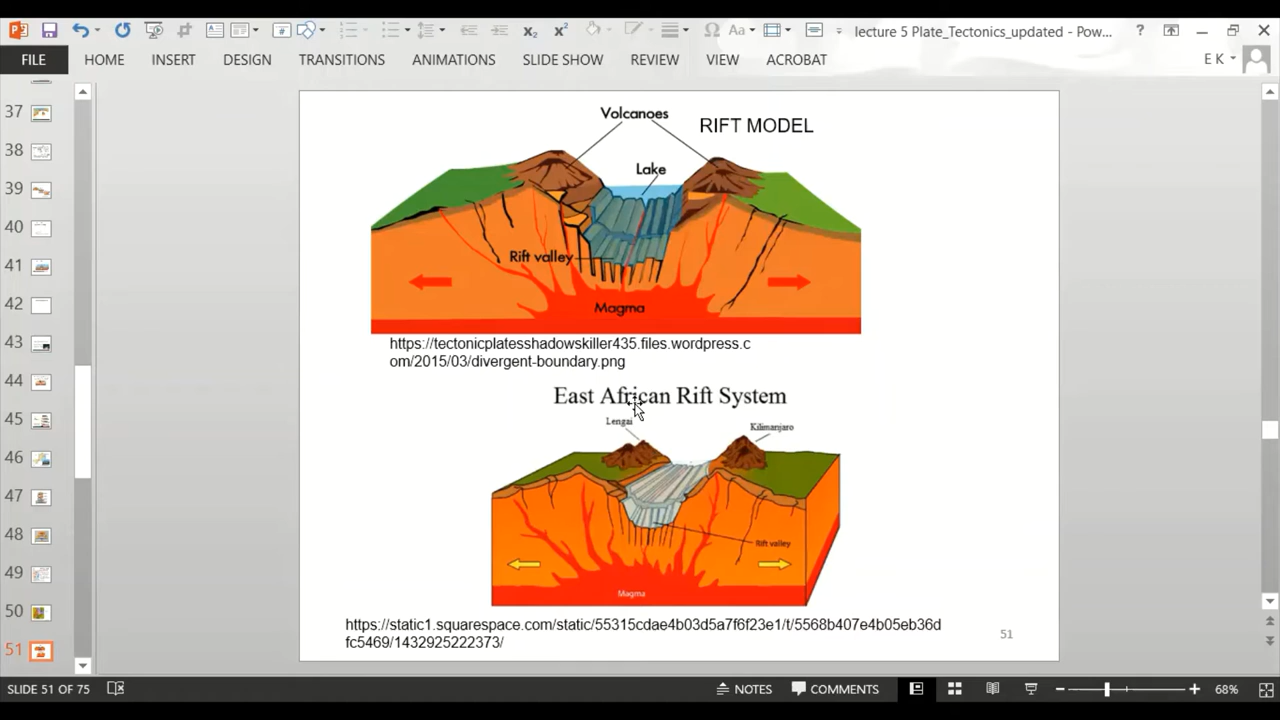 lecture 5 Plate_Tectonics_updated - Pow...
?
FILE HOME INSERT DESIGN TRANSITIONS ANIMATIONS SLIDE SHOW REVIEW VIEW ACROBAT
E K
37
38
39
40
41
42
43
44
45
46
47
48
49
50
51
Volcanoes
RIFT MODEL
Lake
Rift valley
Magma
https://tectonicplatesshadowskiller435.files.wordpress.c
om/2015/03/divergent-boundary.png
East African Rift System
Lengai
Kilimanjaro
Rift valley
Magma
https://static1.squarespace.com/static/55315cdae4b03d5a7f6f23e1/t/5568b407e4b05eb36d
fc5469/1432925222373/
51
SLIDE 51 OF 75
NOTES
COMMENTS
68%